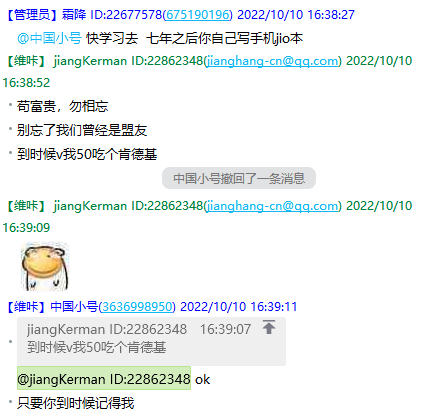 【管理员】霜降 ID:22677578(675190196) 2022/10/10 16:38:27
@中国小号 快学习去 七年之后你自己写手机jio本
【维咔】 jiangKerman ID:22862348(jianghang-cn@qq.com) 2022/10/10
16:38:52
苟富贵，勿相忘
别忘了我们曾经是盟友
到时候v我50吃个肯德基
中国小号撤回了一条消息
【维咔】 jiangKerman ID:22862348(jianghang-cn@qq.com) 2022/10/10
16:39:09
【维咔】中国小号(3636998950) 2022/10/10 16:39:11
jiangKerman ID:22862348 16:39:07
到时候v我50吃个肯德基
@jiangKerman ID:22862348 ok
只要你到时候记得我